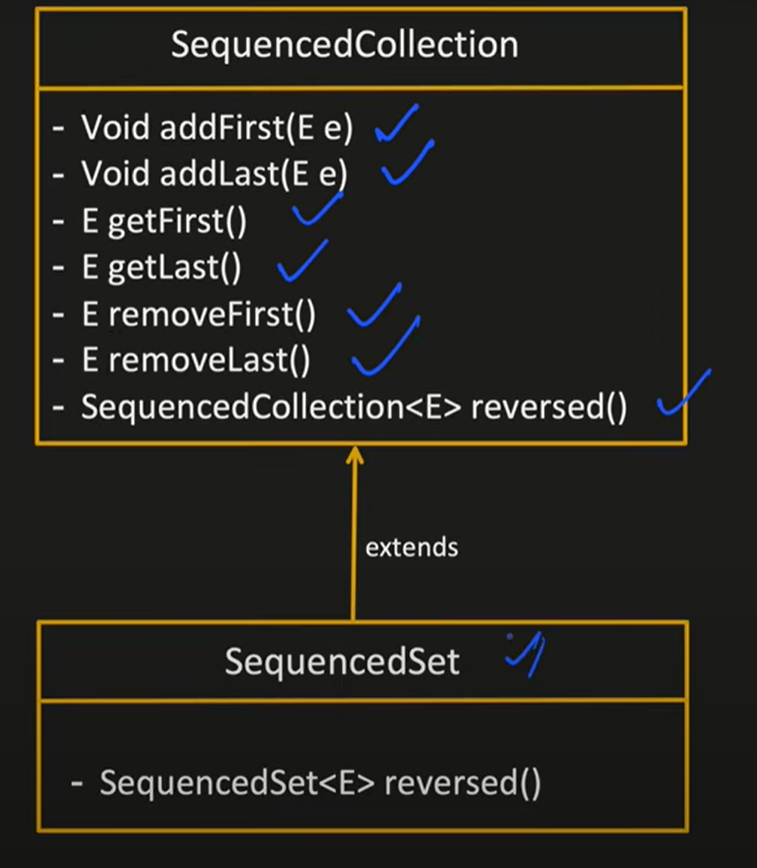 SequencedCollection
- Void addFirst(E e)
- Void addLast(E e)
- E getFirst()
- E getLast()
- E removeFirst()
- E removeLast()
- SequencedCollection<E> reversed()
extends
SequencedSet
- SequencedSet<E> reversed()